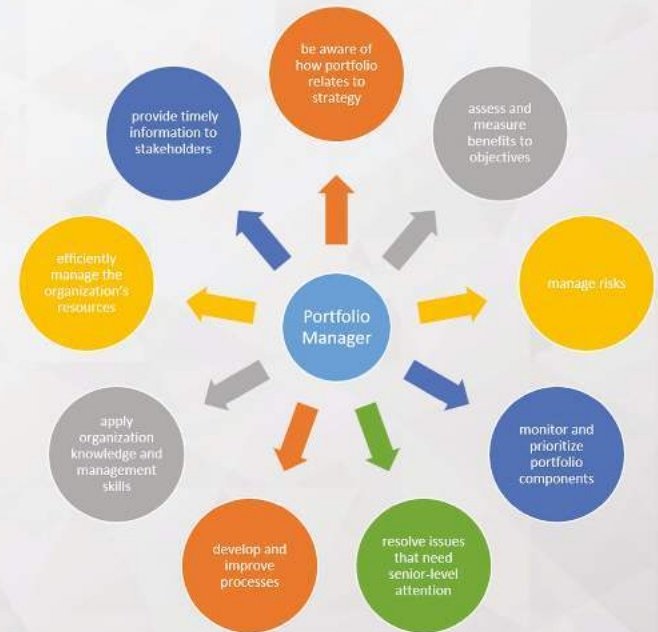 be aware of
how portfolio
relates to
strategy
assess and
measure
benefits to
objectives
manage risks
monitor and
prioritize
portfolio
components
resolve issues
that need
senior-level
attention
develop and
improve
processes
apply
organization
knowledge and
management
skills
efficiently
manage the
organization's
resources
provide timely
information to
stakeholders
Portfolio
Manager